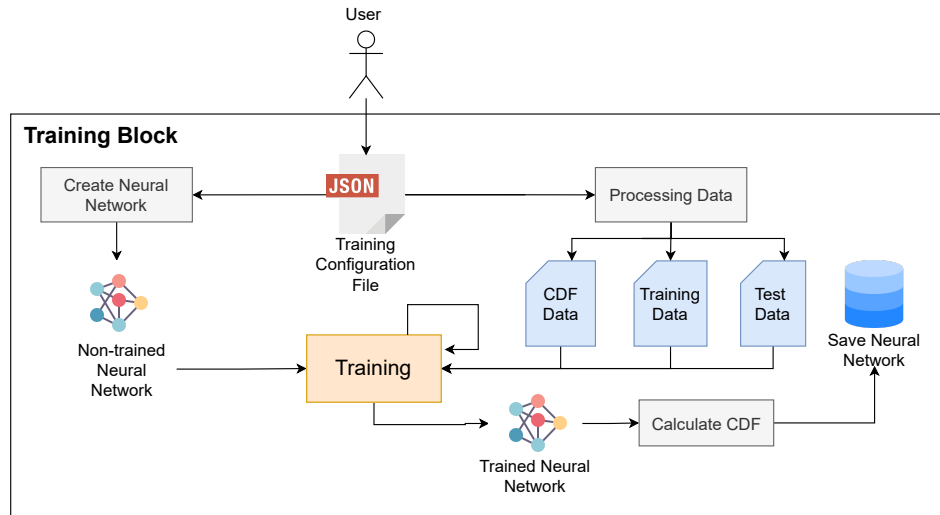 User
Training Block
Create Neural
Network
JSON
Training
Configuration
File
Processing Data
CDF
Data
Training
Data
Test
Data
Save Neural
Network
Non-trained
Neural
Network
Training
Trained Neural
Network
Calculate CDF